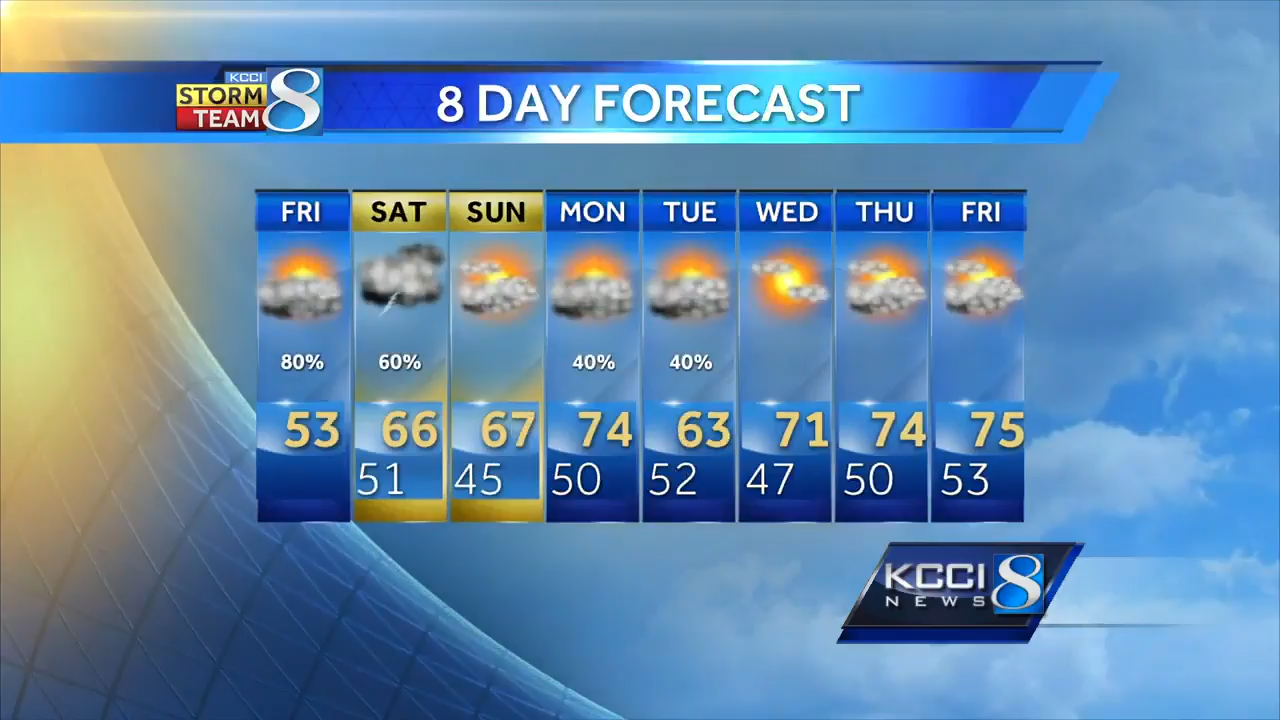 KCCI
STORM
TEAM
8
8 DAY FORECAST
FRI SAT SUN MON TUE WED THU FRI
80% 60% 40% 40%
53 66 67 74 63 71 74 75
51 45 50 52 47 50 53
KCCI 8
NEWS